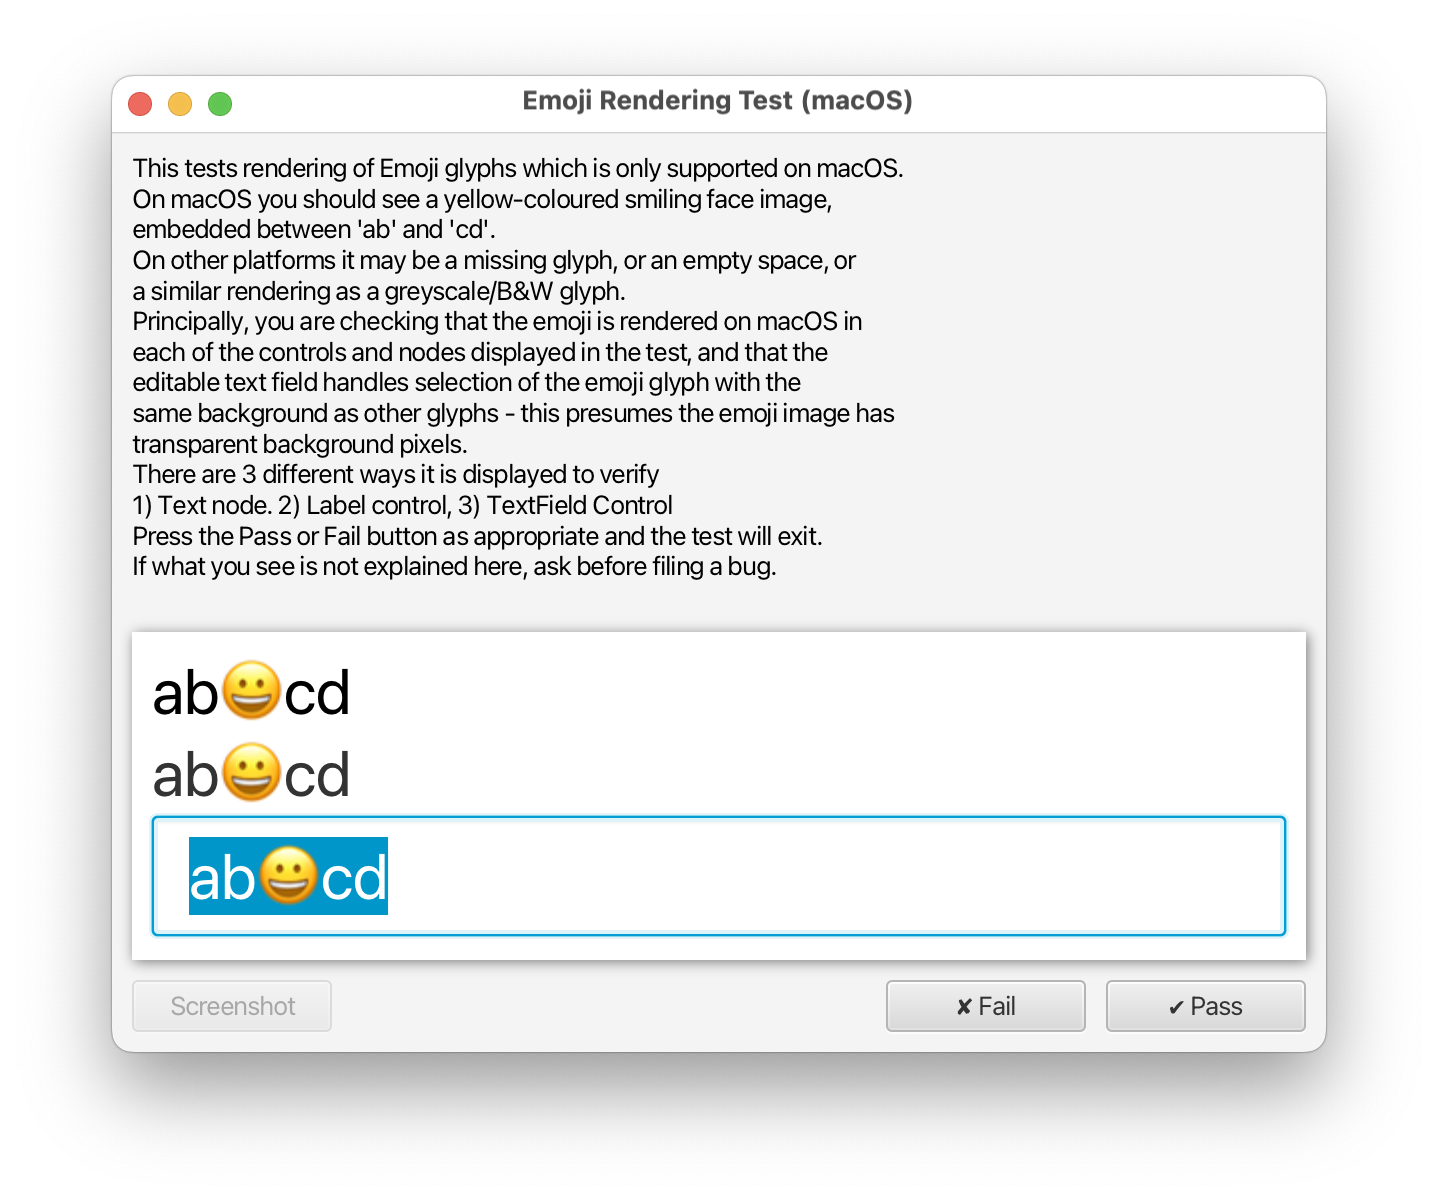 Emoji Rendering Test (macOS)
This tests rendering of Emoji glyphs which is only supported on macOS.
On macOS you should see a yellow-coloured smiling face image,
embedded between 'ab' and 'cd'.
On other platforms it may be a missing glyph, or an empty space, or
a similar rendering as a greyscale/B&W glyph.
Principally, you are checking that the emoji is rendered on macOS in
each of the controls and nodes displayed in the test, and that the
editable text field handles selection of the emoji glyph with the
same background as other glyphs - this presumes the emoji image has
transparent background pixels.
There are 3 different ways it is displayed to verify
1) Text node. 2) Label control, 3) TextField Control
Press the Pass or Fail button as appropriate and the test will exit.
If what you see is not explained here, ask before filing a bug.
ab😀cd
ab😀cd
ab😀cd
Screenshot
✘ Fail
✔ Pass